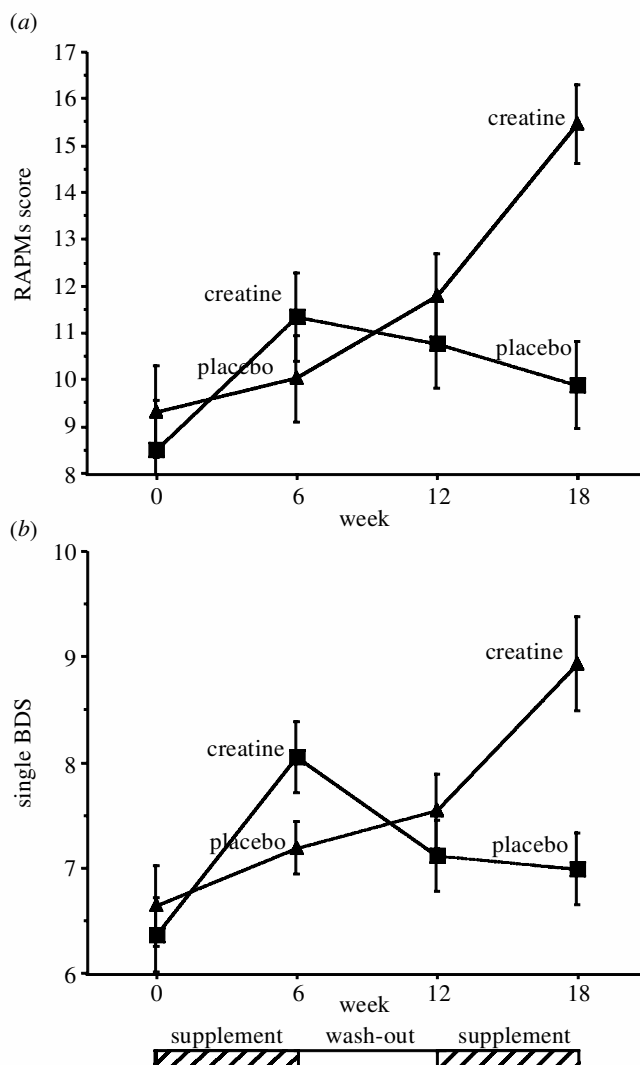 (a)
17
16
15
14
13
12
11
10
9
8
RAPMs score
creatine
creatine
placebo
placebo
0 6 12 18
week
(b)
10
9
8
7
6
single BDS
creatine
creatine
placebo
placebo
0 6 12 18
week
supplement wash-out supplement